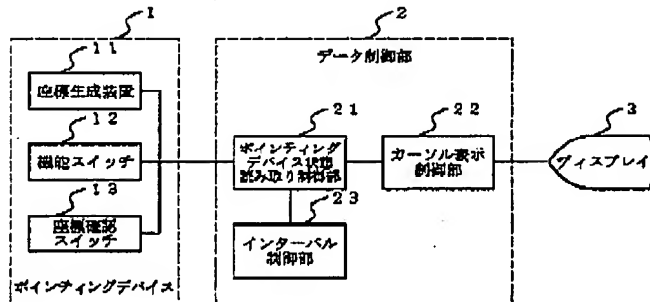 1
11
座標生成装置
12
機能スイッチ
13
座標確認
スイッチ
ポインティングデバイス
2
データ制御部
21
ポインティング
デバイス状態
読み取り制御部
22
カーソル表示
制御部
23
インターバル
制御部
3
ディスプレイ